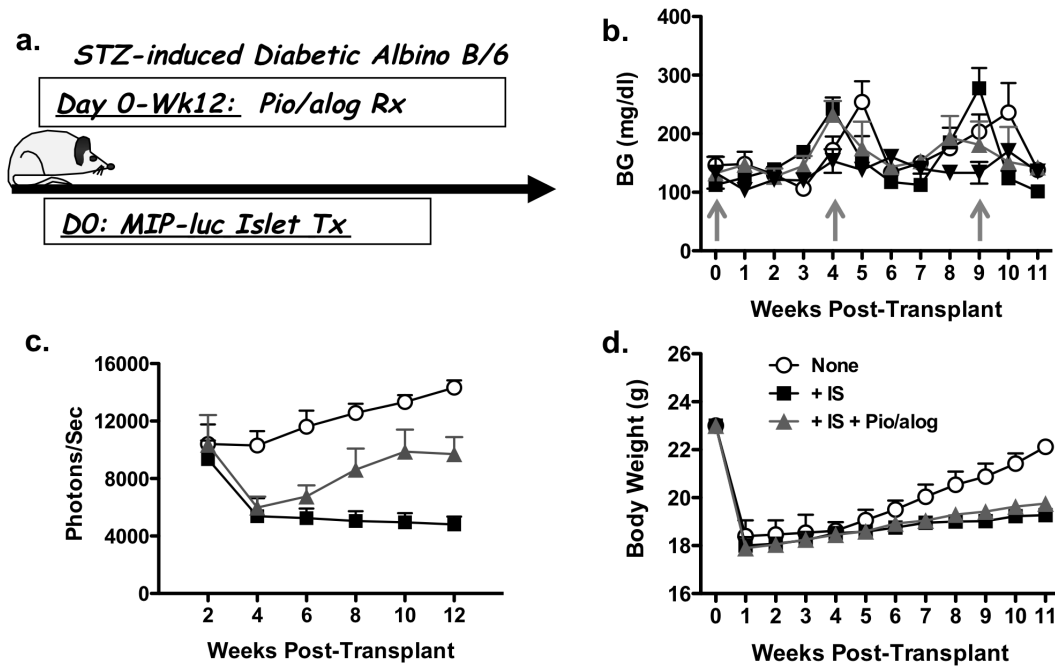 a.
STZ-induced Diabetic Albino B/6
Day 0-Wk12: Pio/alog Rx
D0: MIP-luc Islet Tx
b.
BG (mg/dl)
400
300
200
100
0
0 1 2 3 4 5 6 7 8 9 10 11
Weeks Post-Transplant
c.
Photons/Sec
16000
12000
8000
4000
0
2 4 6 8 10 12
Weeks Post-Transplant
d.
Body Weight (g)
26
24
22
20
18
16
None
+ IS
+ IS + Pio/alog
0 1 2 3 4 5 6 7 8 9 10 11
Weeks Post-Transplant